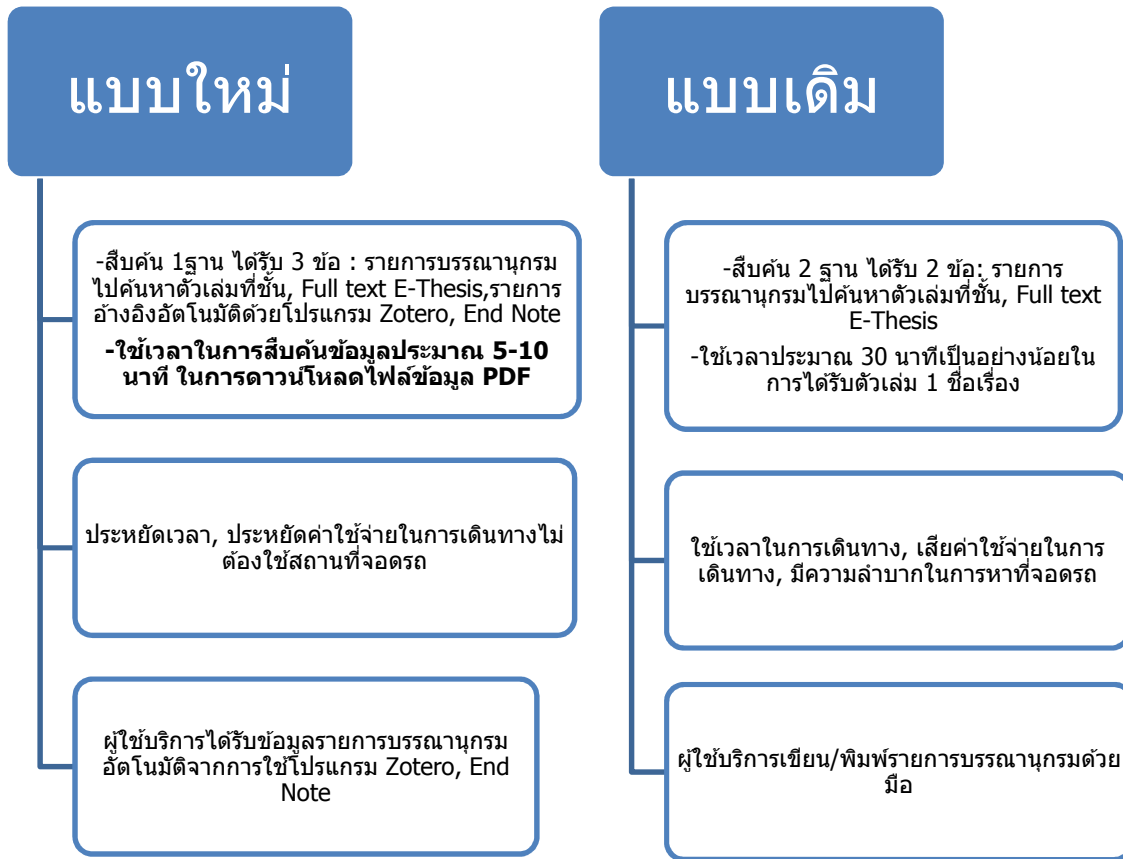 แบบใหม่
-สืบค้น 1ฐาน ได้รับ 3 ข้อ : รายการบรรณานุกรม
ไปค้นหาตัวเล่มที่ชั้น, Full text E-Thesis,รายการ
อ้างอิงอัตโนมัติด้วยโปรแกรม Zotero, End Note
-ใช้เวลาในการสืบค้นข้อมูลประมาณ 5-10
นาที ในการดาวน์โหลดไฟล์ข้อมูล PDF
ประหยัดเวลา, ประหยัดค่าใช้จ่ายในการเดินทางไม่
ต้องใช้สถานที่จอดรถ
ผู้ใช้บริการได้รับข้อมูลรายการบรรณานุกรม
อัตโนมัติจากการใช้โปรแกรม Zotero, End
Note
แบบเดิม
-สืบค้น 2 ฐาน ได้รับ 2 ข้อ: รายการ
บรรณานุกรมไปค้นหาตัวเล่มที่ชั้น, Full text
E-Thesis
-ใช้เวลาประมาณ 30 นาทีเป็นอย่างน้อยใน
การได้รับตัวเล่ม 1 ชื่อเรื่อง
ใช้เวลาในการเดินทาง, เสียค่าใช้จ่ายในการ
เดินทาง, มีความลำบากในการหาที่จอดรถ
ผู้ใช้บริการเขียน/พิมพ์รายการบรรณานุกรมด้วย
มือ